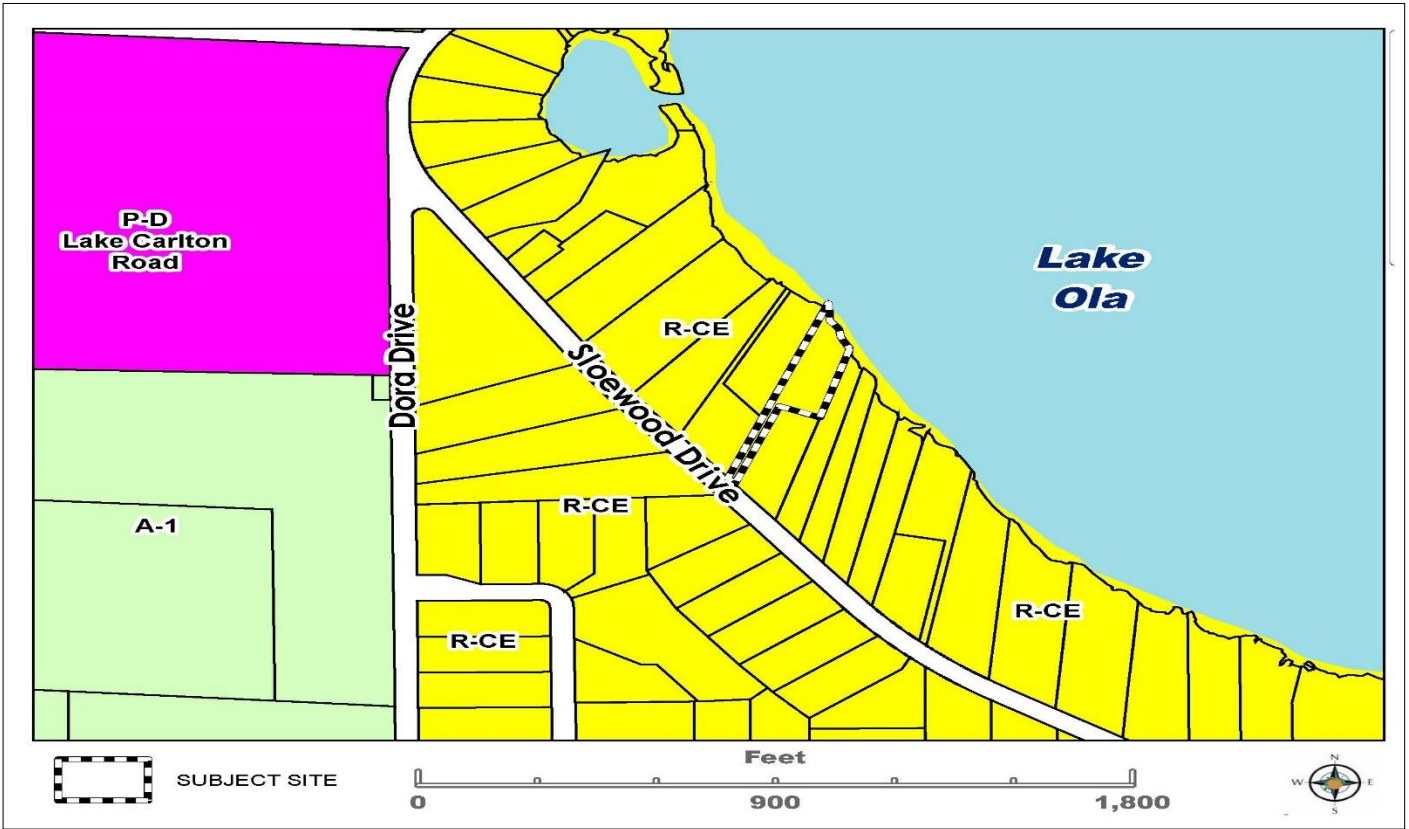 P-D
Lake Carlton
Road
Lake
Ola
R-CE
Dora Drive
Sloewood Drive
R-CE
A-1
R-CE
R-CE
SUBJECT SITE
Feet
0
900
1,800
N
W
E
S